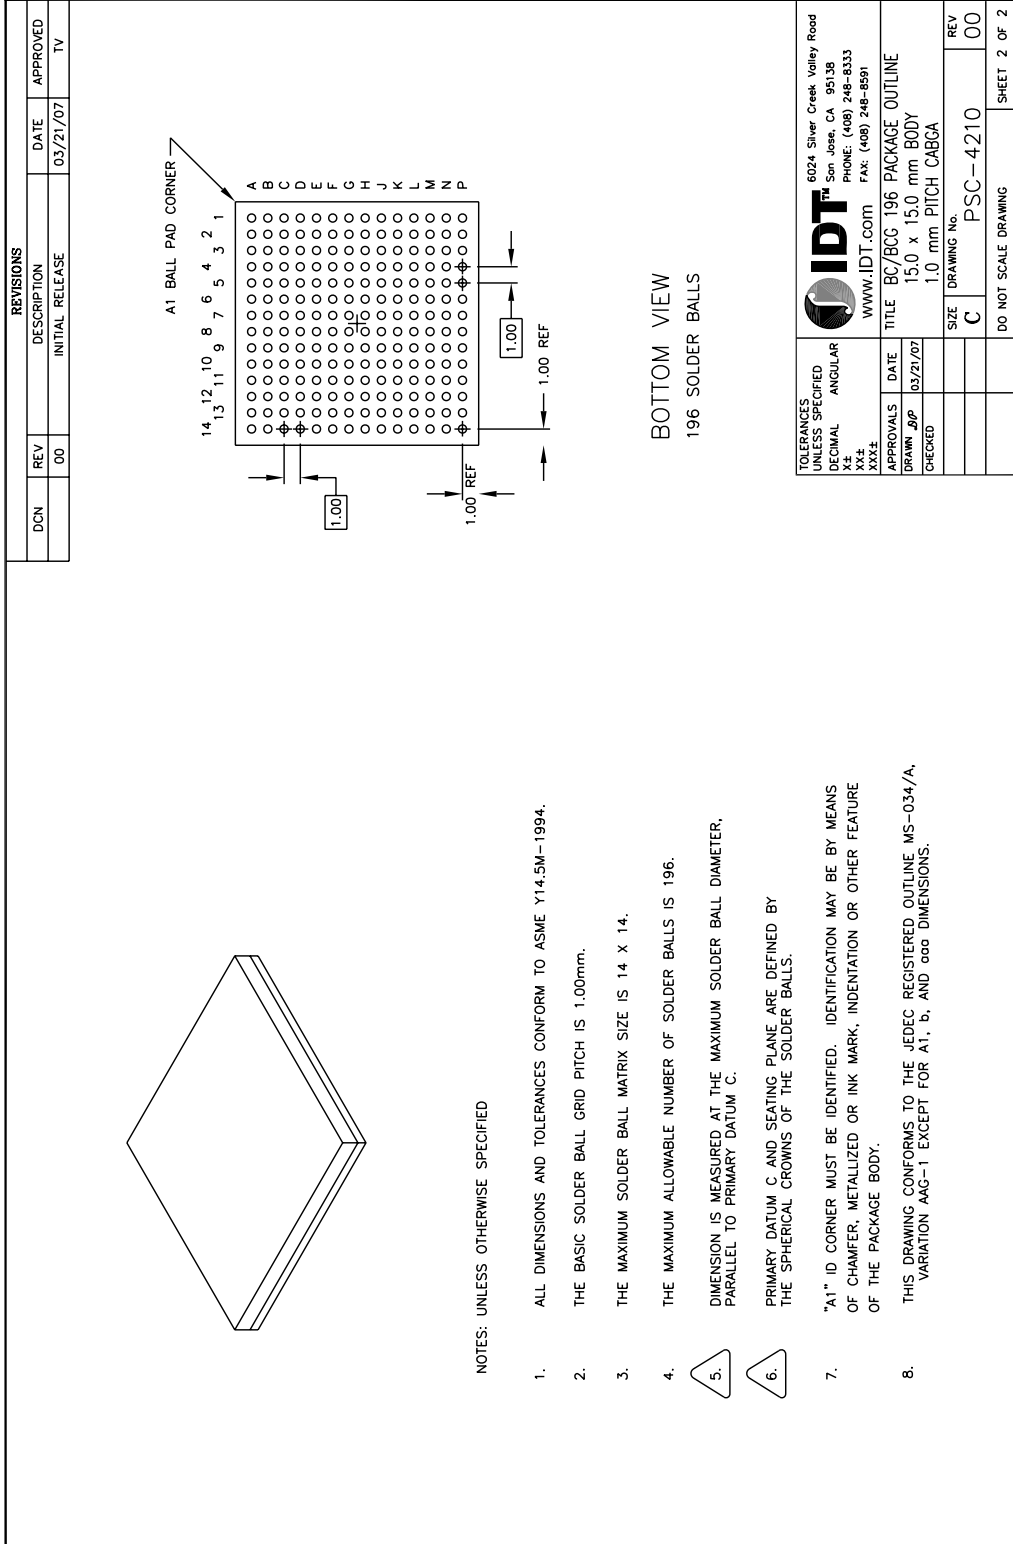 REVISIONS
DCN REV DESCRIPTION DATE APPROVED
00 INITIAL RELEASE 03/21/07 TV
A1 BALL PAD CORNER
14 12 10 8 6 4 2
13 11 9 7 5 3 1
A
B
C
D
E
F
G
H
J
K
L
M
N
P
1.00
1.00 REF
1.00
1.00 REF
BOTTOM VIEW
196 SOLDER BALLS
NOTES: UNLESS OTHERWISE SPECIFIED
1. ALL DIMENSIONS AND TOLERANCES CONFORM TO ASME Y14.5M-1994.
2. THE BASIC SOLDER BALL GRID PITCH IS 1.00mm.
3. THE MAXIMUM SOLDER BALL MATRIX SIZE IS 14 X 14.
4. THE MAXIMUM ALLOWABLE NUMBER OF SOLDER BALLS IS 196.
5. DIMENSION IS MEASURED AT THE MAXIMUM SOLDER BALL DIAMETER,
PARALLEL TO PRIMARY DATUM C.
6. PRIMARY DATUM C AND SEATING PLANE ARE DEFINED BY
THE SPHERICAL CROWNS OF THE SOLDER BALLS.
7. "A1" ID CORNER MUST BE IDENTIFIED. IDENTIFICATION MAY BE BY MEANS
OF CHAMFER, METALLIZED OR INK MARK, INDENTATION OR OTHER FEATURE
OF THE PACKAGE BODY.
8. THIS DRAWING CONFORMS TO THE JEDEC REGISTERED OUTLINE MS-034/A,
VARIATION AAG-1 EXCEPT FOR A1, b, AND aaa DIMENSIONS.
TOLERANCES
UNLESS SPECIFIED
DECIMAL ANGULAR
X±
XX±
XXX±
APPROVALS DATE
DRAWN DP 03/21/07
CHECKED
IDT™
www.IDT.com
6024 Silver Creek Valley Road
San Jose, CA 95138
PHONE: (408) 248-8333
FAX: (408) 248-8591
TITLE BC/BCG 196 PACKAGE OUTLINE
15.0 x 15.0 mm BODY
1.0 mm PITCH CABGA
SIZE DRAWING No. REV
C PSC-4210 00
DO NOT SCALE DRAWING SHEET 2 OF 2